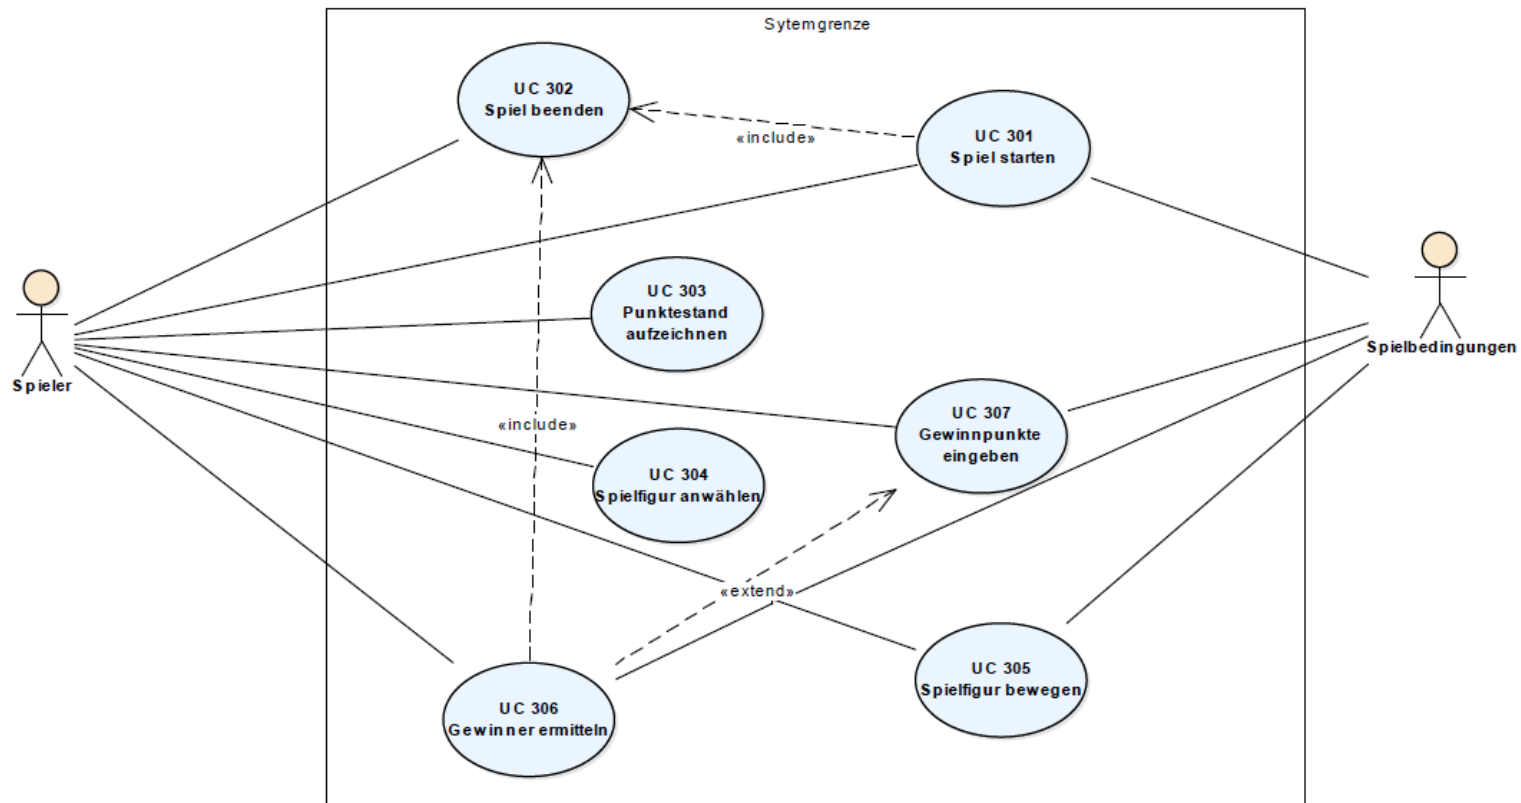 Sytemgrenze
UC 302
Spiel beenden
«include»
UC 301
Spiel starten
UC 303
Punktestand
aufzeichnen
Spieler
Spielbedingungen
UC 307
Gewinnpunkte
eingeben
«include»
UC 304
Spielfigur anwählen
«extend»
UC 305
Spielfigur bewegen
UC 306
Gewinner ermitteln